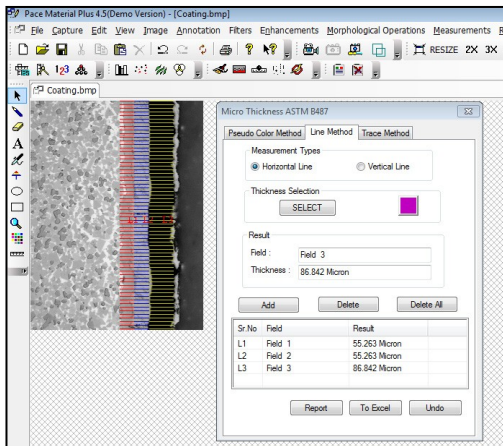 Pace Material Plus 4.5(Demo Version) - [Coating.bmp]
File Capture Edit View Image Annotation Filters Enhancements Morphological Operations Measurements R
RESIZE 2X 3X
123
Coating.bmp
Micro Thickness ASTM B487
Pseudo Color Method Line Method Trace Method
Measurement Types
Horizontal Line Vertical Line
Thickness Selection
SELECT
Result
Field : Field 3
Thickness : 86.842 Micron
Add Delete Delete All
Sr.No Field Result
L1 Field 1 55.263 Micron
L2 Field 2 55.263 Micron
L3 Field 3 86.842 Micron
Report To Excel Undo